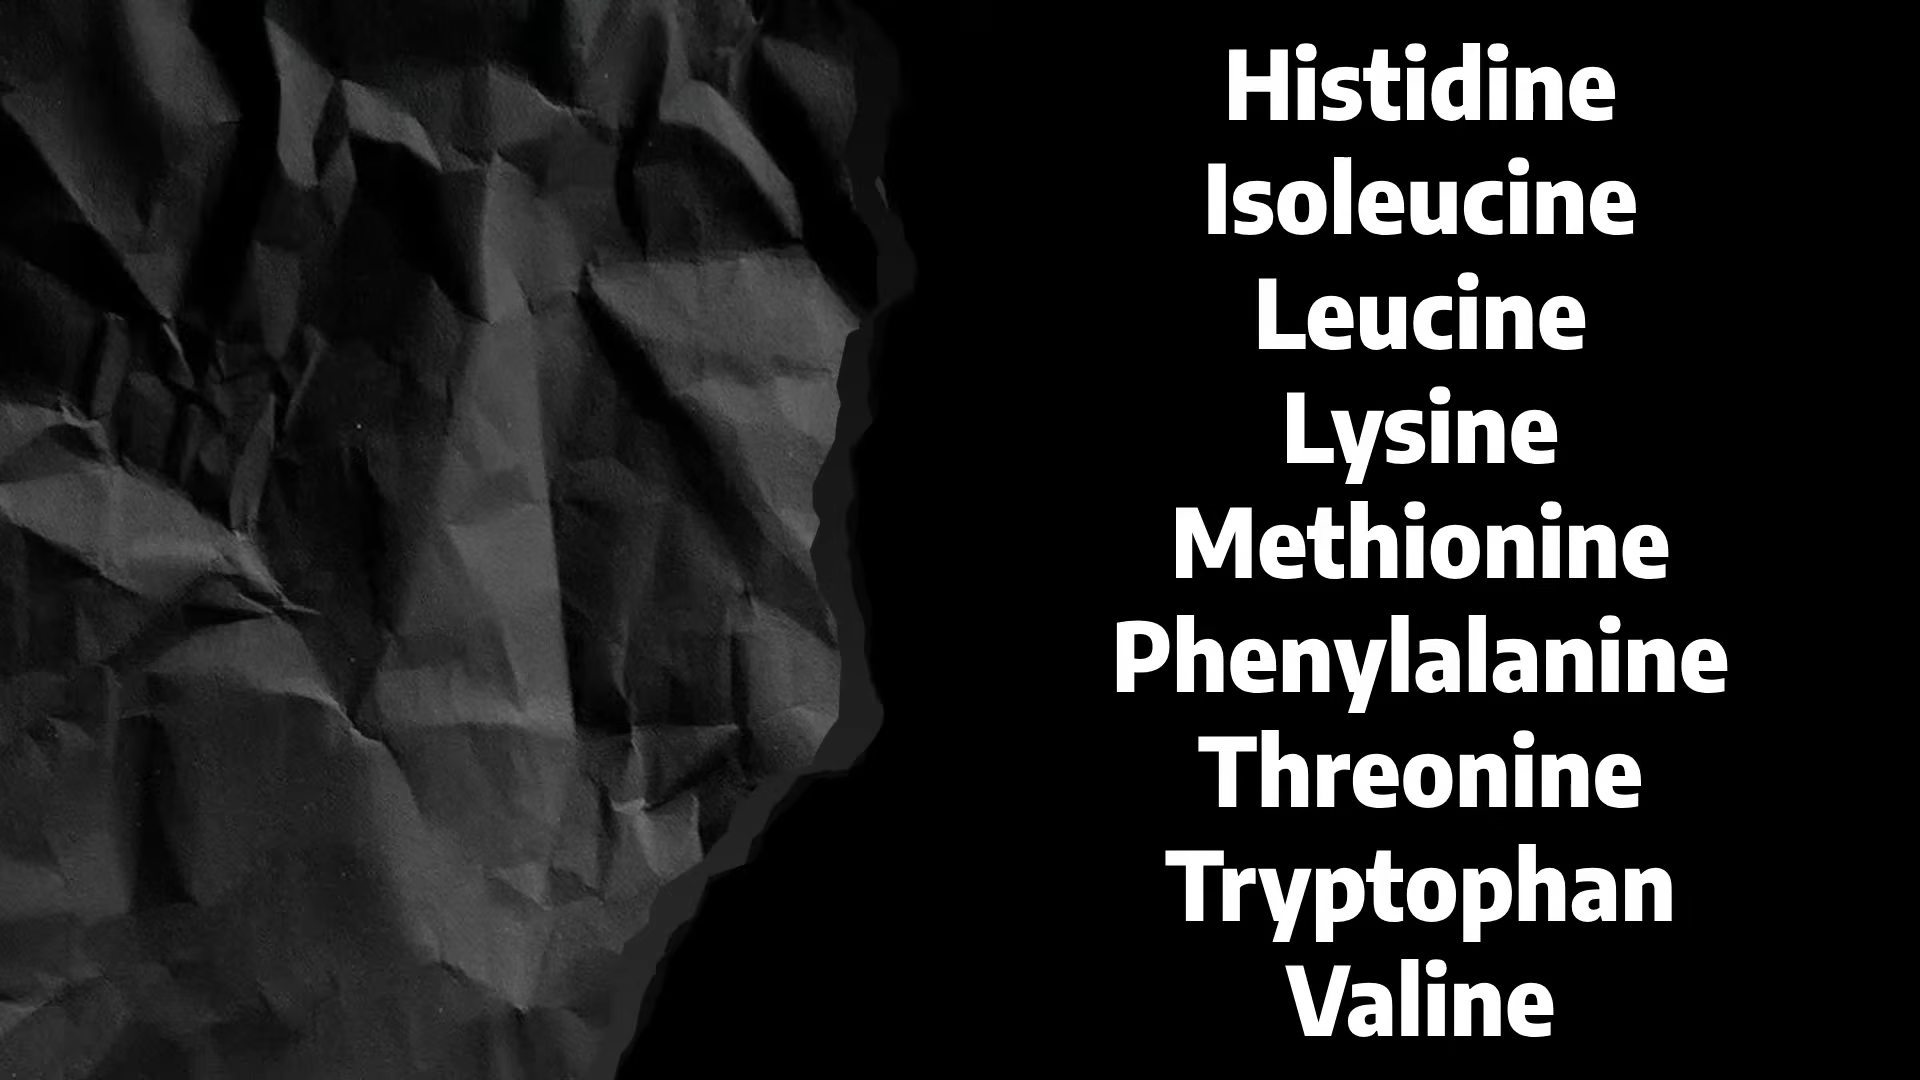 Histidine
Isoleucine
Leucine
Lysine
Methionine
Phenylalanine
Threonine
Tryptophan
Valine